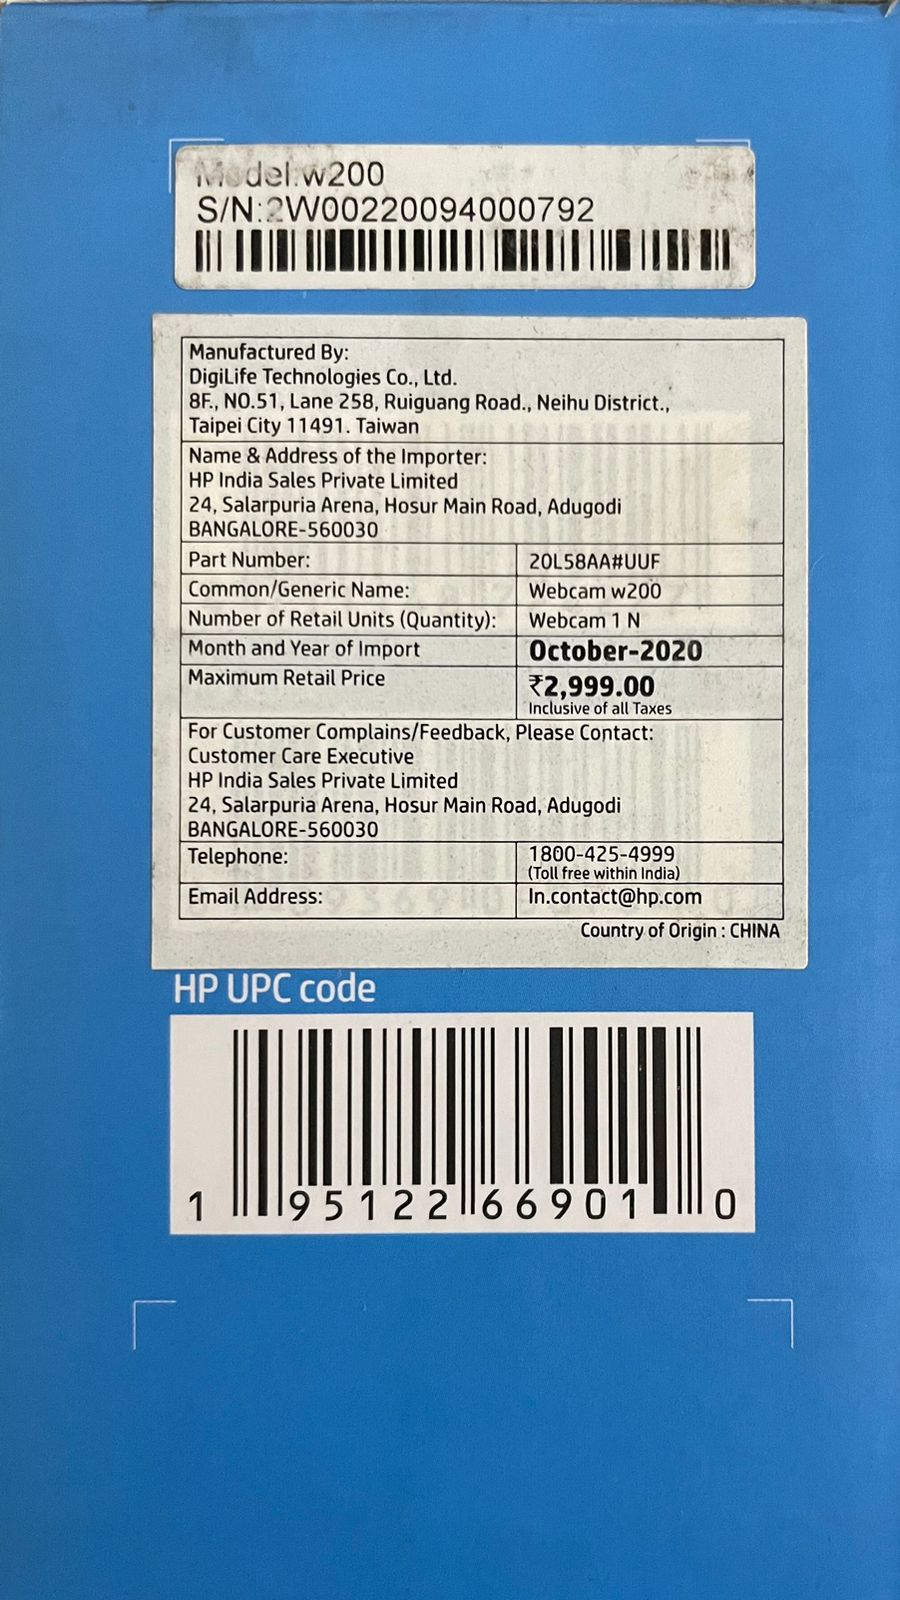 Model:w200
S/N:2W00220094000792
Manufactured By:
DigiLife Technologies Co., Ltd.
8F., NO.51, Lane 258, Ruiguang Road., Neihu District.,
Taipei City 11491. Taiwan
Name & Address of the Importer:
HP India Sales Private Limited
24, Salarpuria Arena, Hosur Main Road, Adugodi
BANGALORE-560030
Part Number: 20L58AA#UUF
Common/Generic Name: Webcam w200
Number of Retail Units (Quantity): Webcam 1 N
Month and Year of Import October-2020
Maximum Retail Price ₹2,999.00
Inclusive of all Taxes
For Customer Complains/Feedback, Please Contact:
Customer Care Executive
HP India Sales Private Limited
24, Salarpuria Arena, Hosur Main Road, Adugodi
BANGALORE-560030
Telephone: 1800-425-4999
(Toll free within India)
Email Address: In.contact@hp.com
Country of Origin : CHINA
HP UPC code
1 95122 66901 0